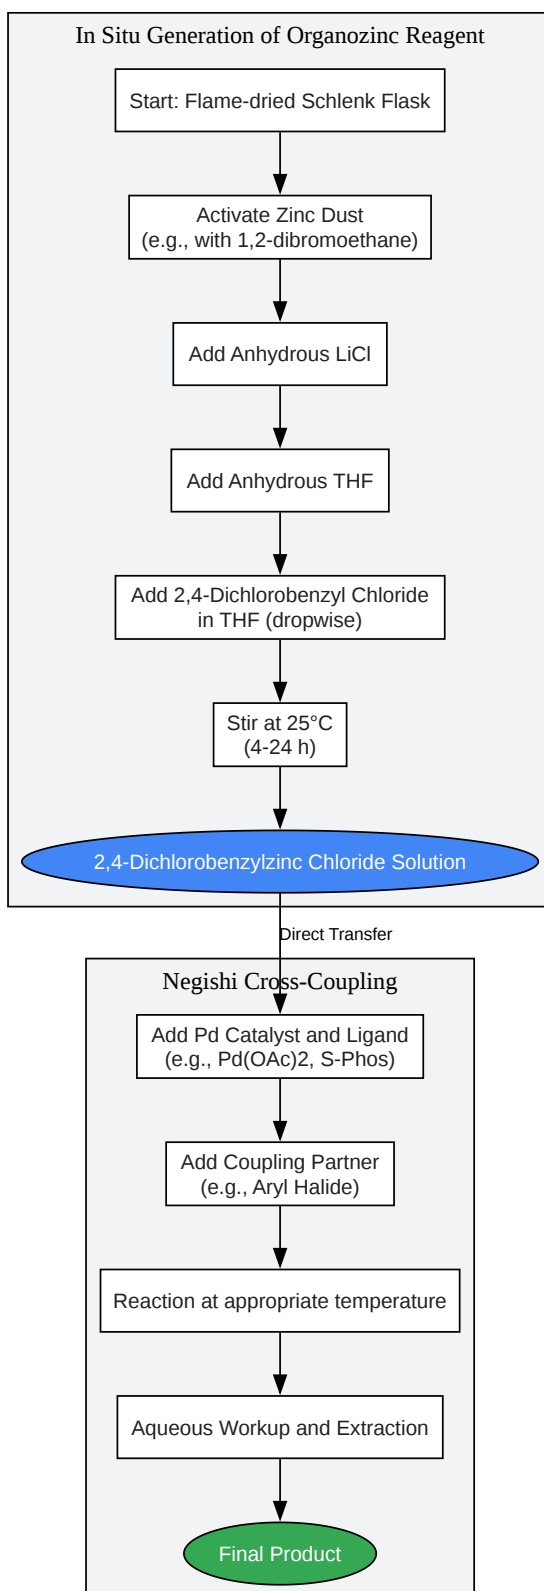 In Situ Generation of Organozinc Reagent
Start: Flame-dried Schlenk Flask
Activate Zinc Dust
(e.g., with 1,2-dibromoethane)
Add Anhydrous LiCl
Add Anhydrous THF
Add 2,4-Dichlorobenzyl Chloride
in THF (dropwise)
Stir at 25°C
(4-24 h)
2,4-Dichlorobenzylzinc Chloride Solution
Direct Transfer
Negishi Cross-Coupling
Add Pd Catalyst and Ligand
(e.g., Pd(OAc)2, S-Phos)
Add Coupling Partner
(e.g., Aryl Halide)
Reaction at appropriate temperature
Aqueous Workup and Extraction
Final Product